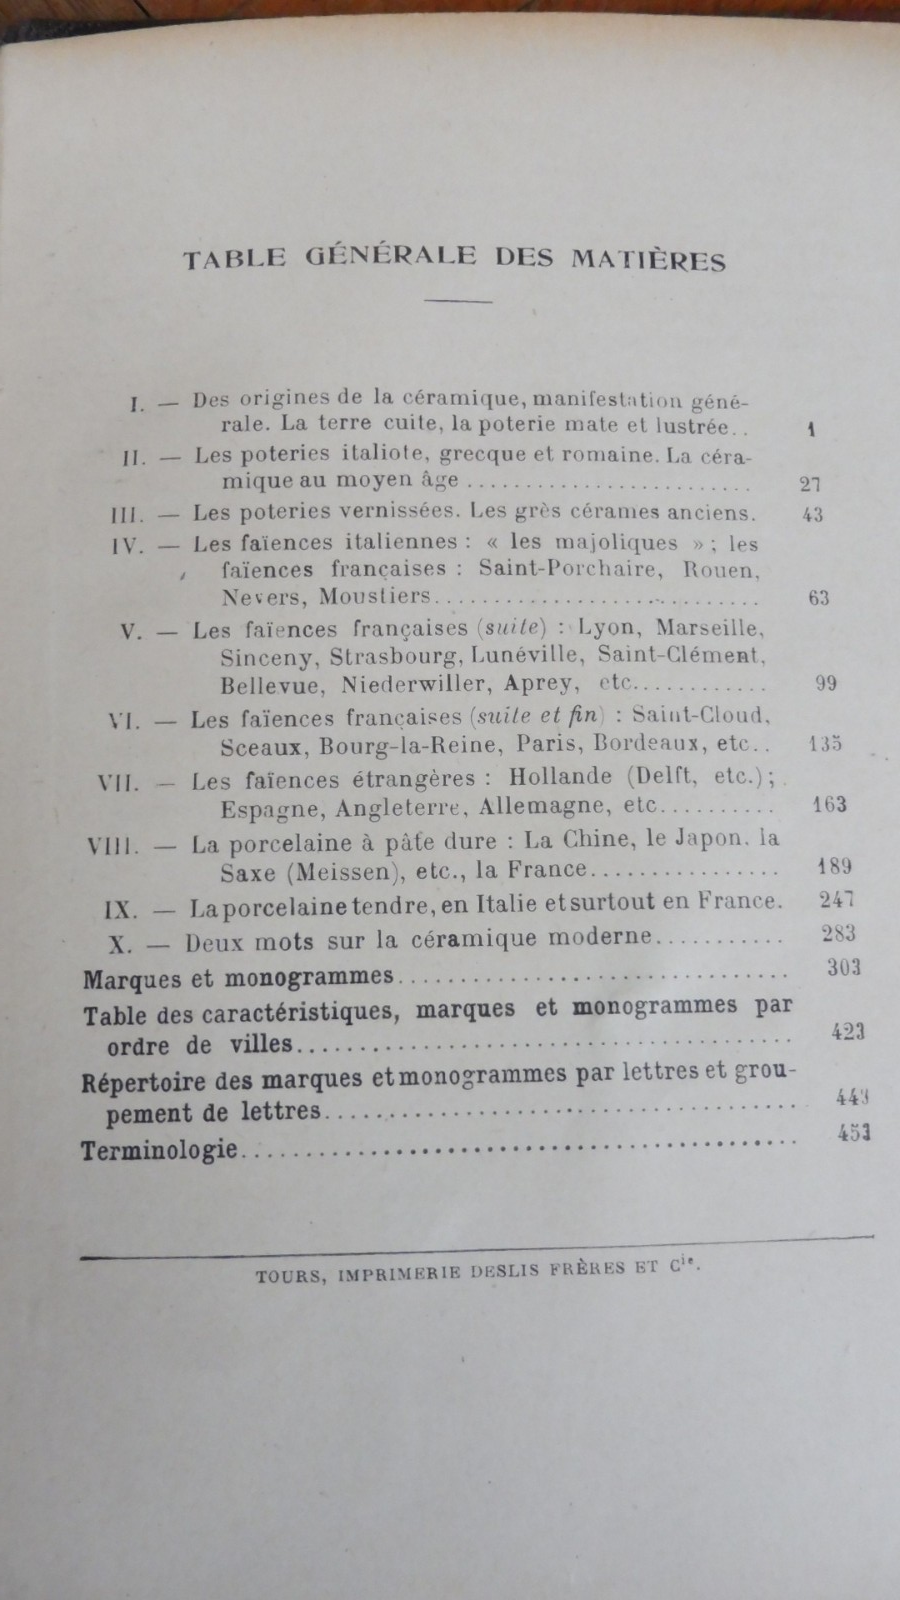 TABLE GÉNÉRALE DES MATIÈRES
I. — Des origines de la céramique, manifestation géné-
rale. La terre cuite, la poterie mate et lustrée.. 1
II. — Les poteries italiote, grecque et romaine. La céra-
mique au moyen âge ......................... 27
III. — Les poteries vernissées. Les grès cérames anciens. 43
IV. — Les faïences italiennes : « les majoliques » ; les
faïences françaises : Saint-Porchaire, Rouen,
Nevers, Moustiers............................ 63
V. — Les faïences françaises (suite) : Lyon, Marseille,
Sinceny, Strasbourg, Lunéville, Saint-Clément,
Bellevue, Niederwiller, Aprey, etc............ 99
VI. — Les faïences françaises (suite et fin) : Saint-Cloud,
Sceaux, Bourg-la-Reine, Paris, Bordeaux, etc.. 135
VII. — Les faïences étrangères : Hollande (Delft, etc.) ;
Espagne, Angleterre, Allemagne, etc.......... 163
VIII. — La porcelaine à pâte dure : La Chine, le Japon, la
Saxe (Meissen), etc., la France................ 189
IX. — La porcelaine tendre, en Italie et surtout en France. 247
X. — Deux mots sur la céramique moderne........... 283
Marques et monogrammes.................................. 303
Table des caractéristiques, marques et monogrammes par
ordre de villes........................................... 423
Répertoire des marques et monogrammes par lettres et grou-
pement de lettres......................................
Terminologie............................................. 453
TOURS, IMPRIMERIE DESLIS FRÈRES ET Cie.